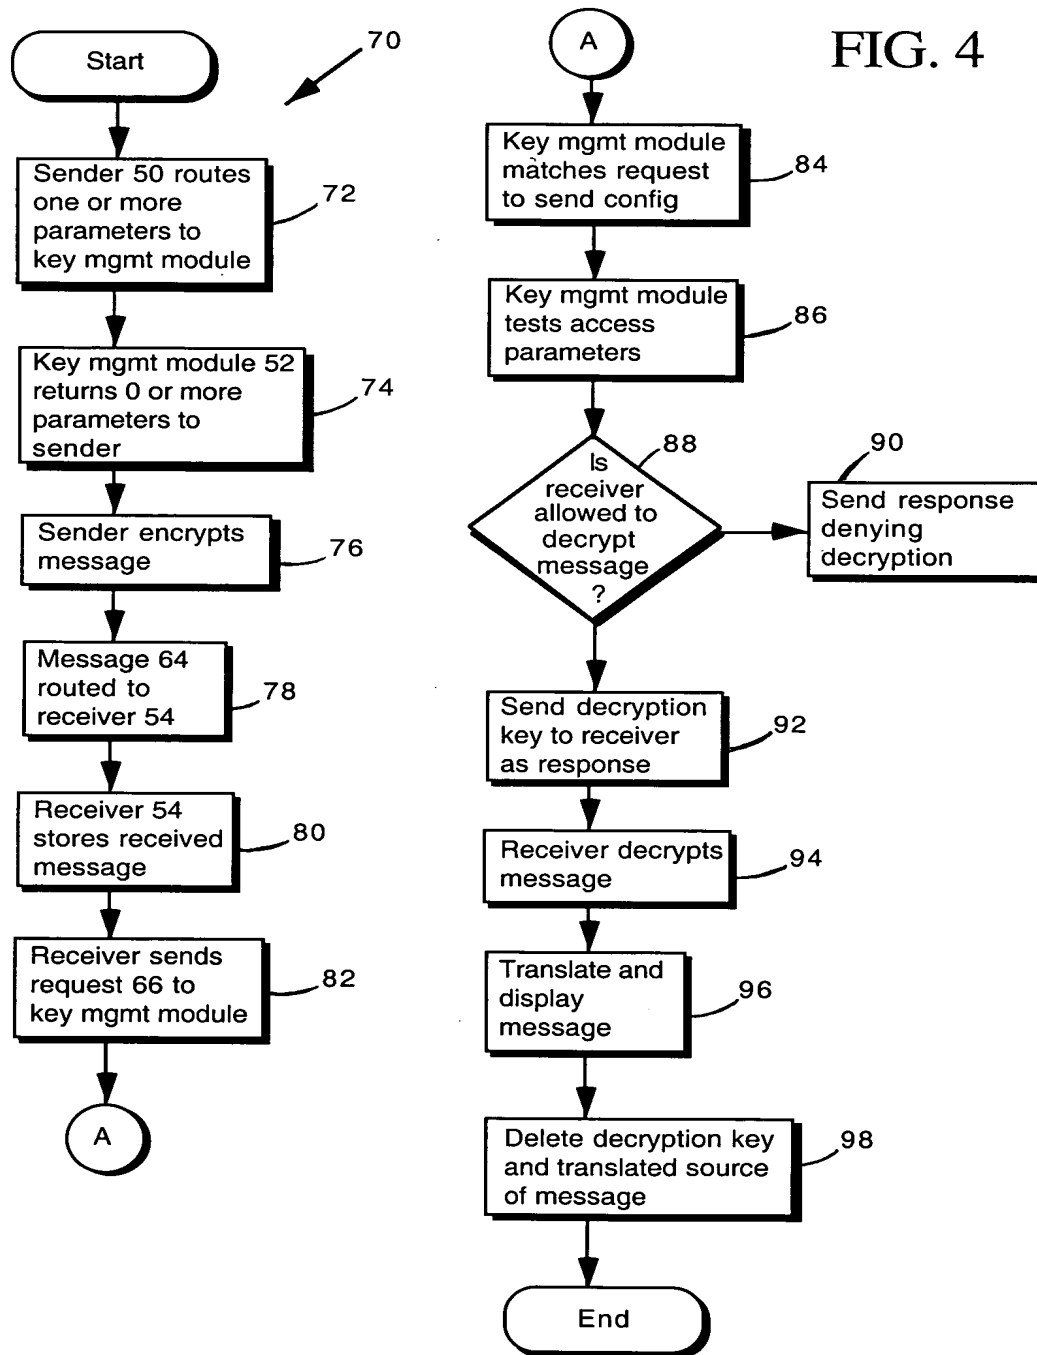 FIG. 4
70
Start
Sender 50 routes
one or more
parameters to
key mgmt module
72
Key mgmt module 52
returns 0 or more
parameters to
sender
74
Sender encrypts
message
76
Message 64
routed to
receiver 54
78
Receiver 54
stores received
message
80
Receiver sends
request 66 to
key mgmt module
82
A
A
Key mgmt module
matches request
to send config
84
Key mgmt module
tests access
parameters
86
Is
receiver
allowed to
decrypt
message
?
88
90
Send response
denying
decryption
Send decryption
key to receiver
as response
92
Receiver decrypts
message
94
Translate and
display
message
96
Delete decryption key
and translated source
of message
98
End